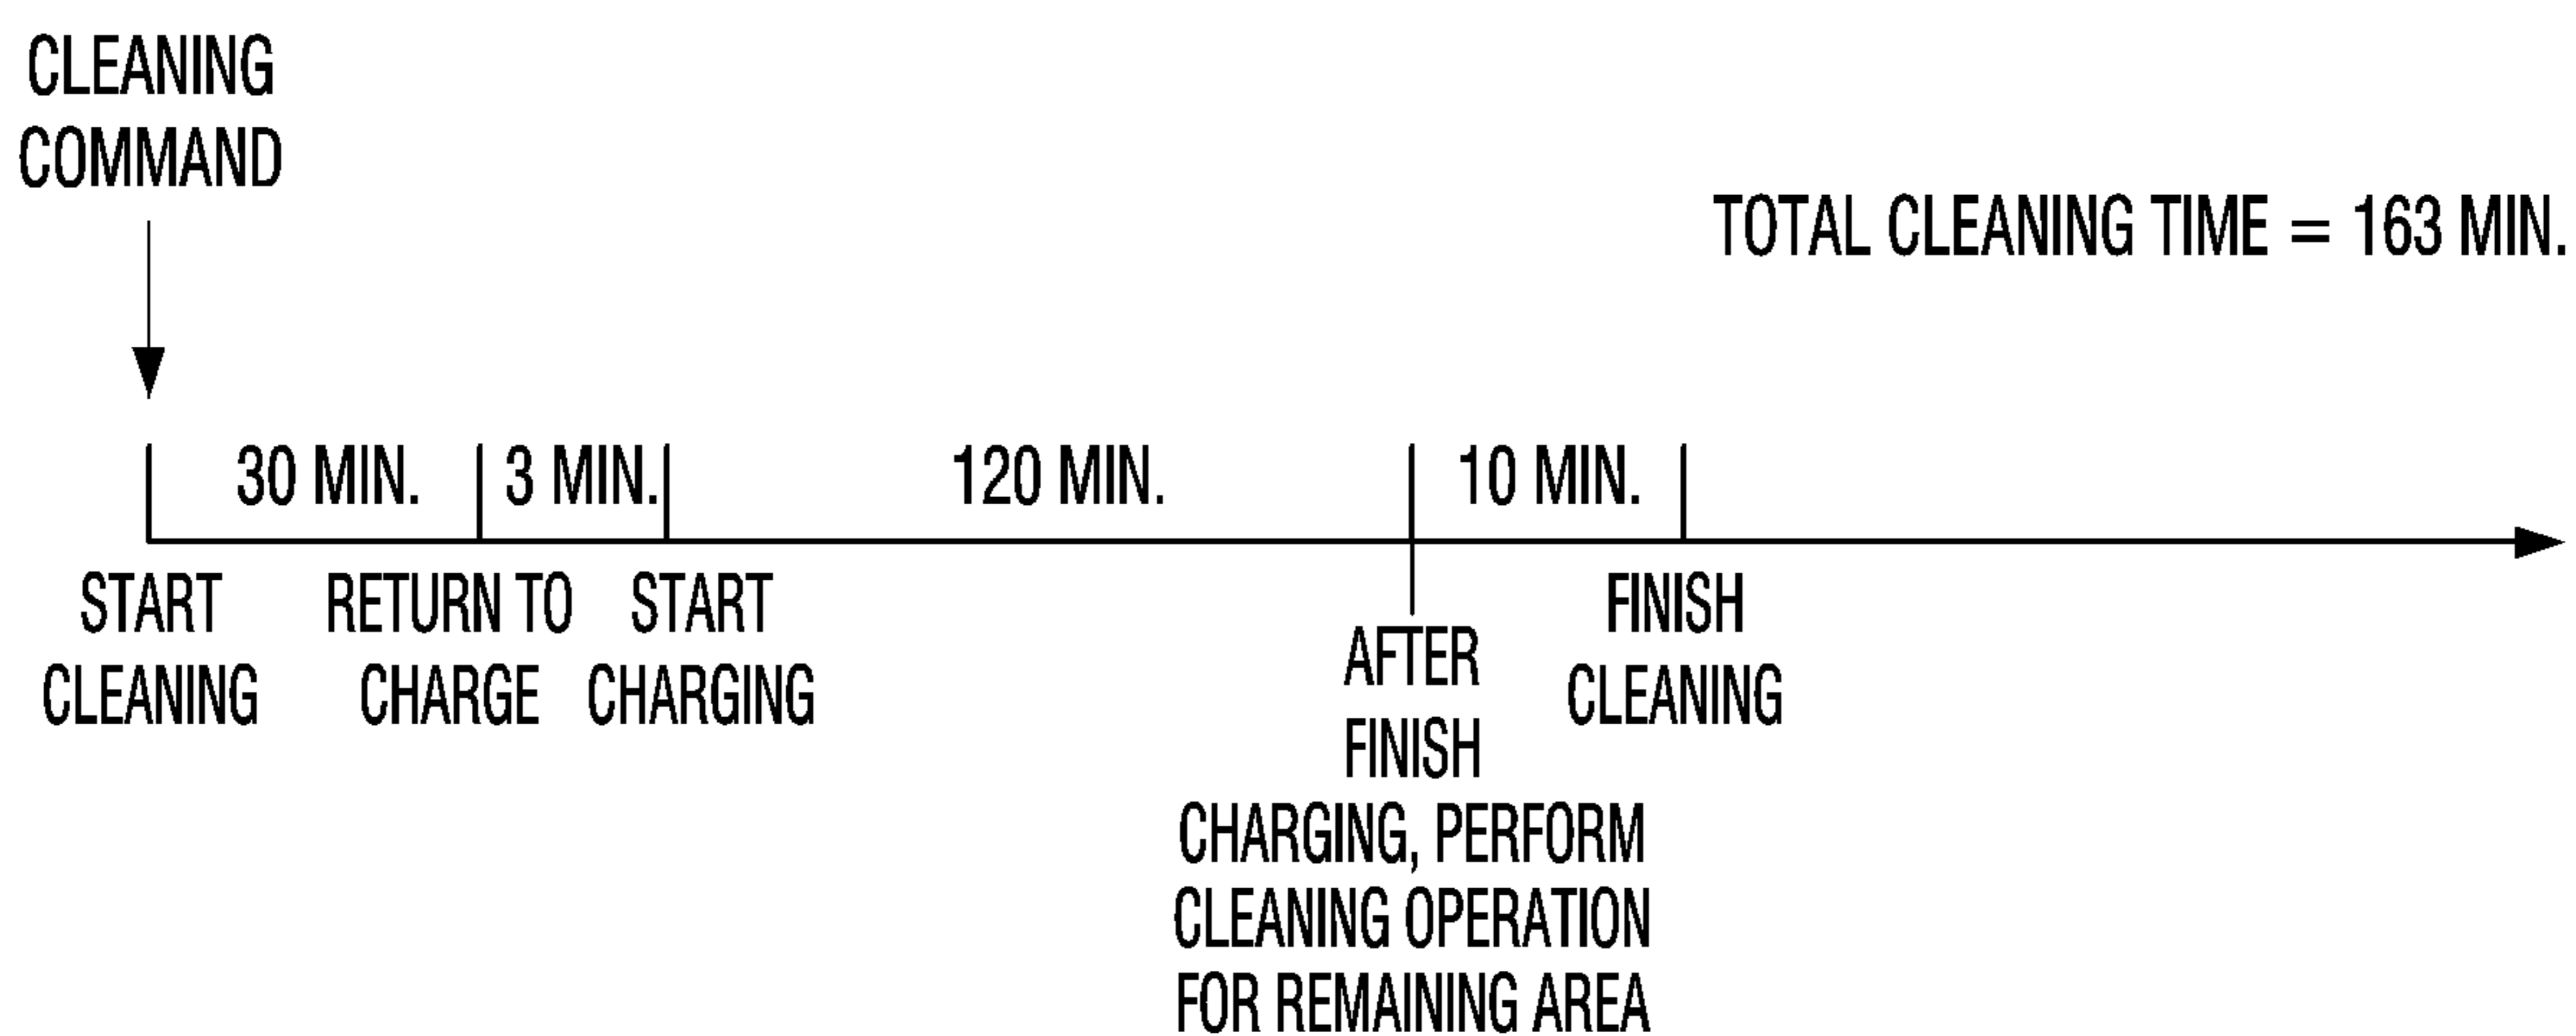 CLEANING
COMMAND
TOTAL CLEANING TIME = 163 MIN.
30 MIN.
3 MIN.
120 MIN.
10 MIN.
START
CLEANING
RETURN TO
CHARGE
START
CHARGING
AFTER
FINISH
CHARGING, PERFORM
CLEANING OPERATION
FOR REMAINING AREA
FINISH
CLEANING